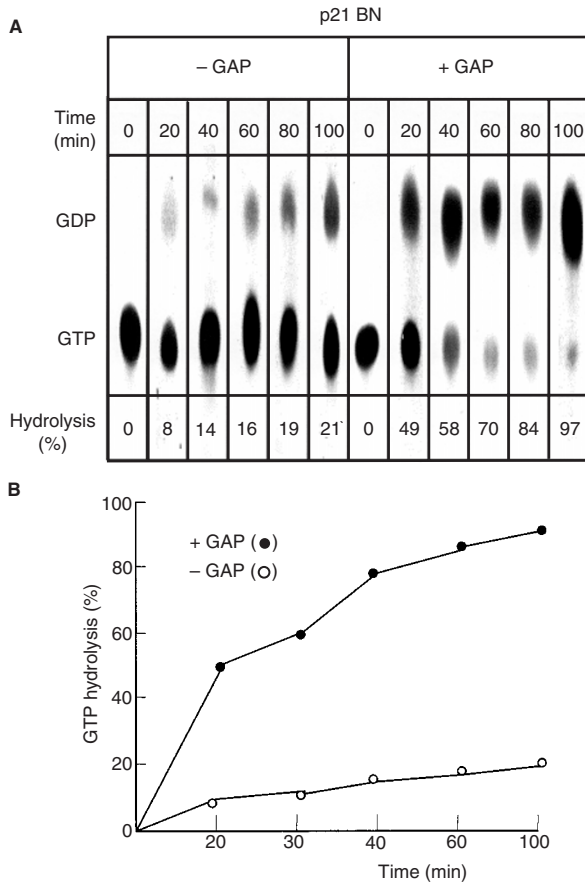 p21 BN
A
– GAP + GAP
Time (min) 0 20 40 60 80 100 0 20 40 60 80 100
GDP
GTP
Hydrolysis (%) 0 8 14 16 19 21 0 49 58 70 84 97
B
100
+ GAP (●)
– GAP (○)
80
60
40
20
0
GTP hydrolysis (%)
20 30 40 60 100
Time (min)